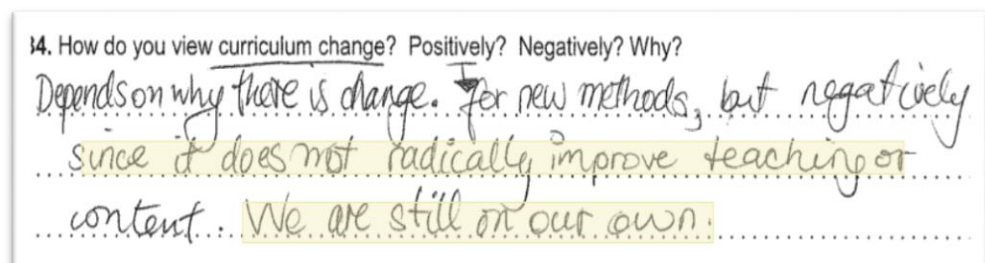 34. How do you view curriculum change? Positively? Negatively? Why?
Depends on why there is change. For new methods, but negatively
since it does not radically improve teaching or
content. We are still on our own.